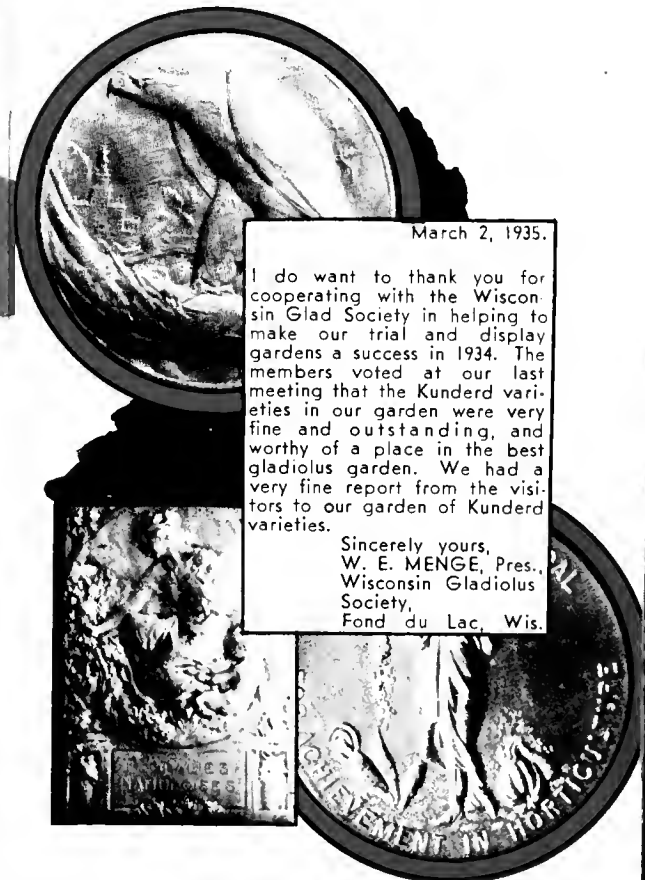 March 2, 1935.
I do want to thank you for
cooperating with the Wiscon-
sin Glad Society in helping to
make our trial and display
gardens a success in 1934. The
members voted at our last
meeting that the Kunderd vari-
eties in our garden were very
fine and outstanding, and
worthy of a place in the best
gladiolus garden. We had a
very fine report from the visi-
tors to our garden of Kunderd
varieties.
Sincerely yours,
W. E. MENGE, Pres.,
Wisconsin Gladiolus
Society,
Fond du Lac, Wis.
ACHIEVEMENT IN HORTICU